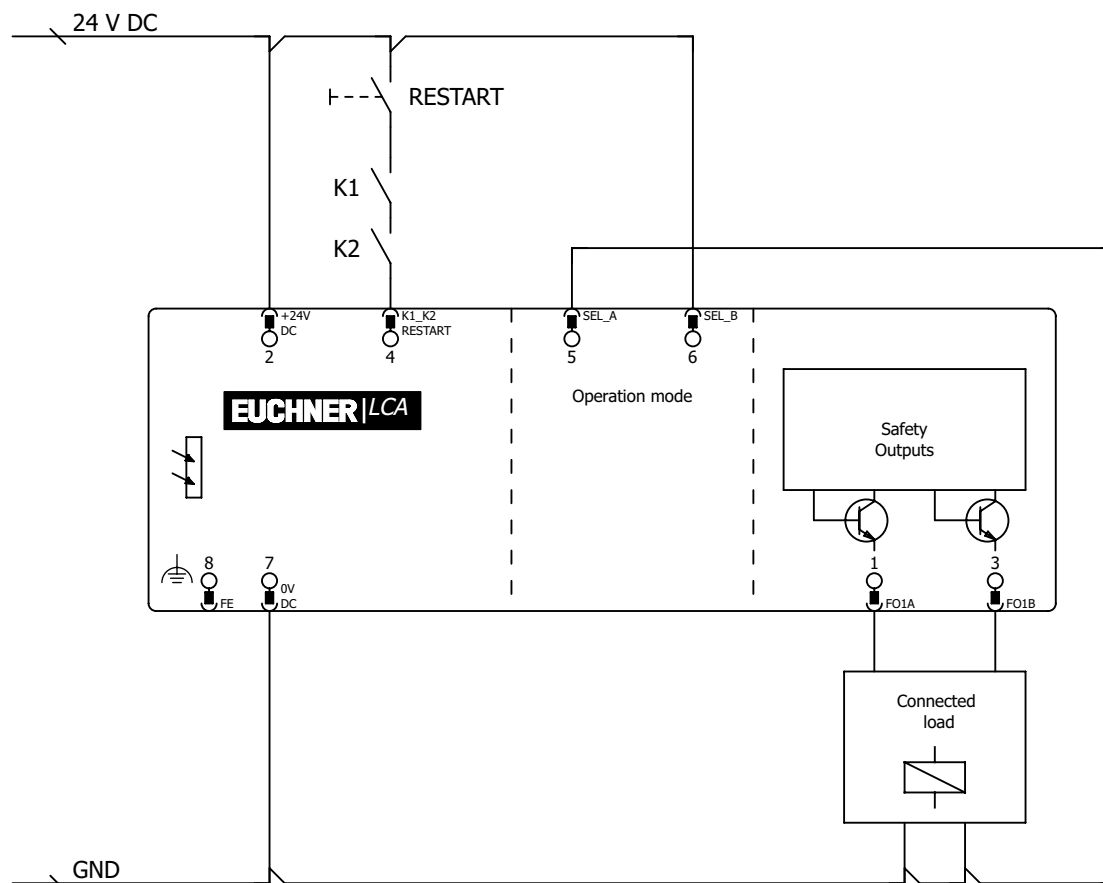 24 V DC
RESTART
K1
K2
+24V
DC
K1_K2
RESTART
SEL_A
SEL_B
2
4
5
6
EUCHNER|LCA
Operation mode
Safety
Outputs
8
7
1
3
FE
0V
DC
FO1A
FO1B
Connected
load
GND